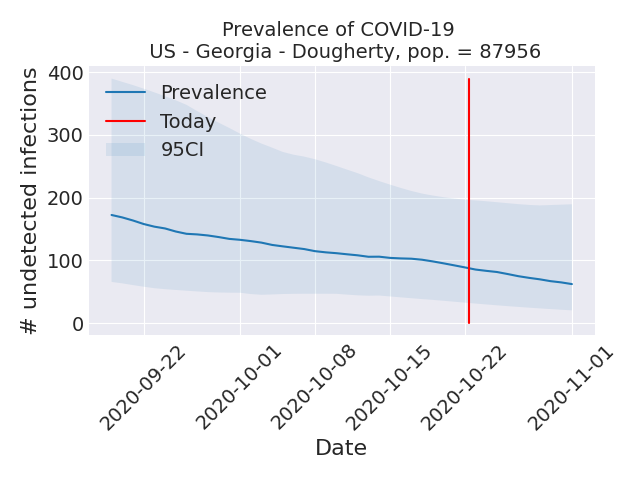 Prevalence of COVID-19
US - Georgia - Dougherty, pop. = 87956
# undetected infections
400
300
200
100
0
Prevalence
Today
95CI
2020-09-22
2020-10-01
2020-10-08
2020-10-15
2020-10-22
2020-11-01
Date